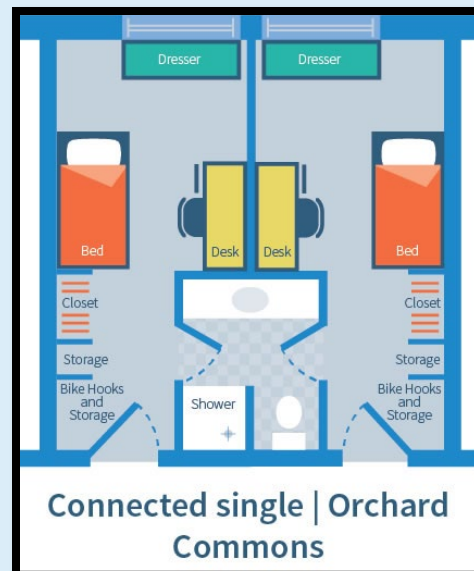 Dresser
Dresser
Desk
Desk
Bed
Bed
Closet
Closet
Storage
Storage
Bike Hooks
and
Storage
Shower
Bike Hooks
and
Storage
Connected single | Orchard
Commons